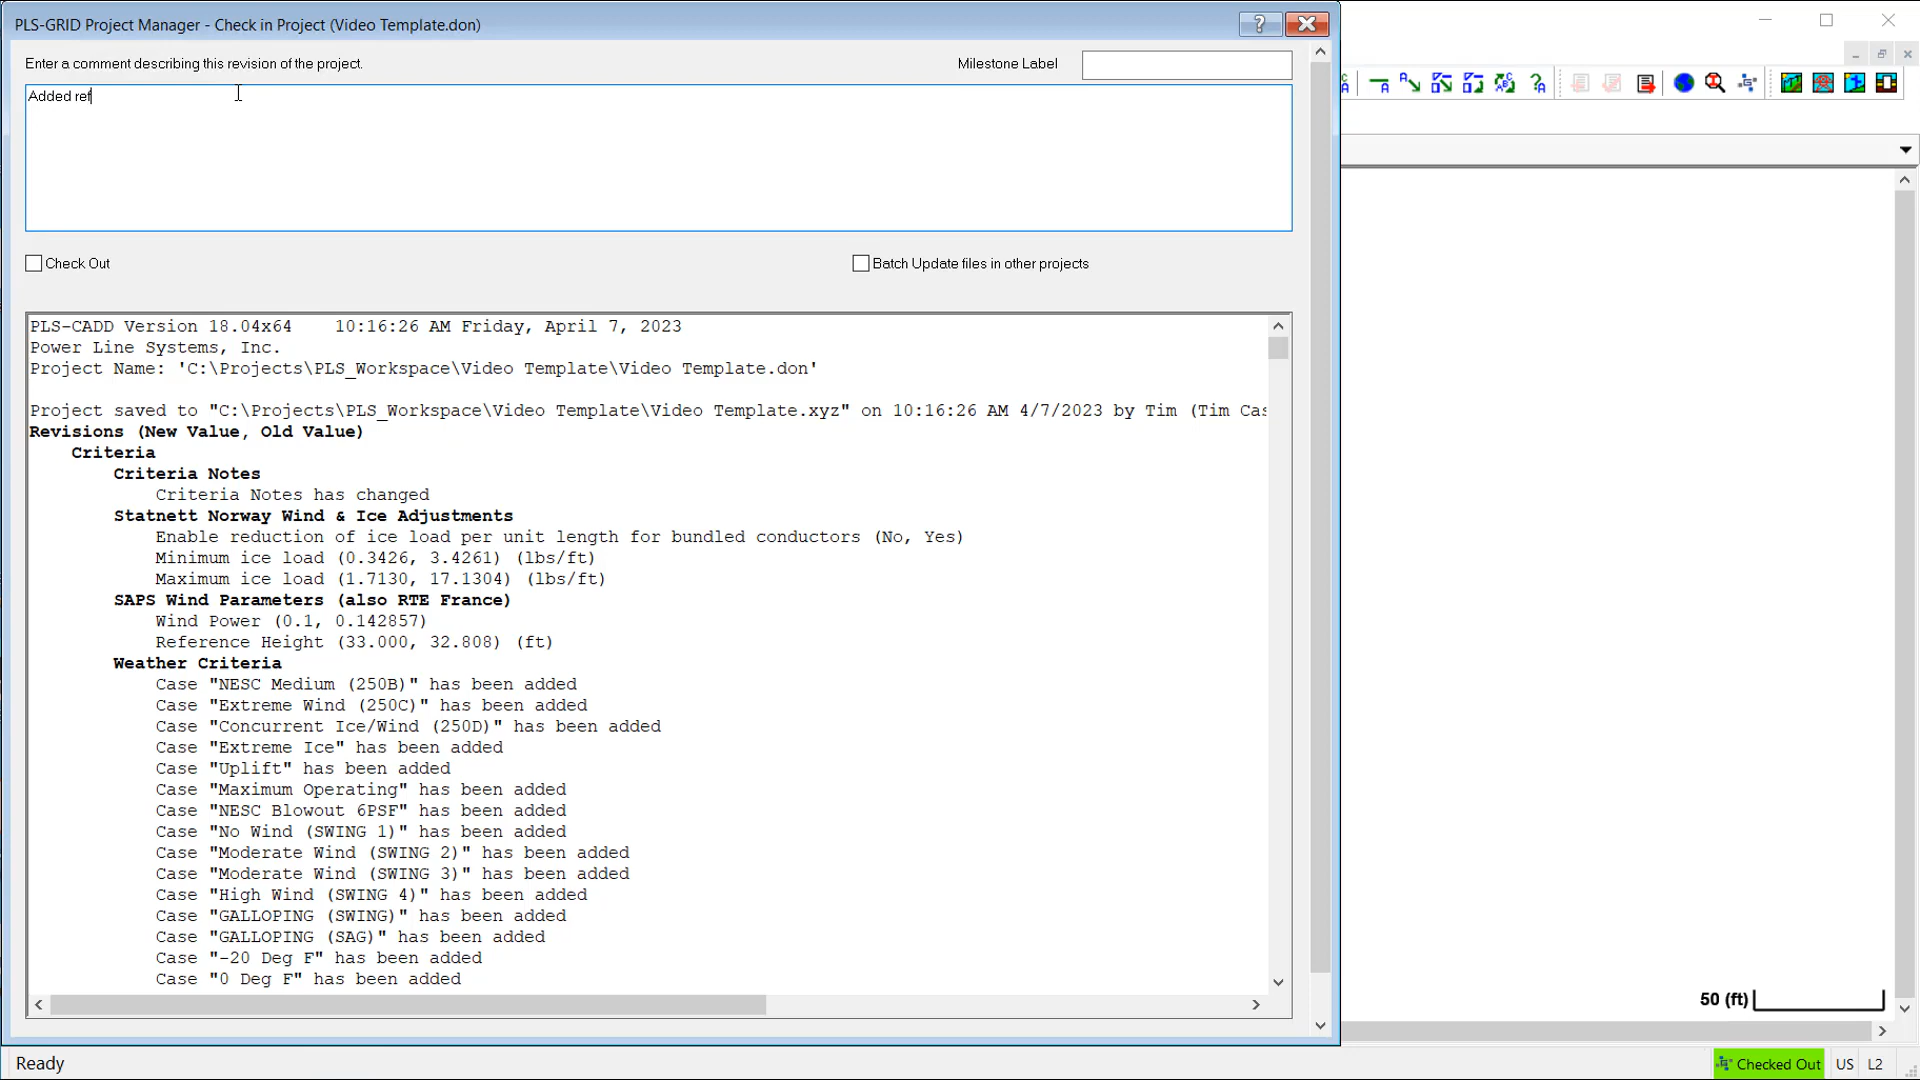 PLS-GRID Project Manager - Check in Project (Video Template.don)
Enter a comment describing this revision of the project.
Milestone Label
Added ref
Check Out
Batch Update files in other projects
PLS-CADD Version 18.04x64    10:16:26 AM Friday, April 7, 2023
Power Line Systems, Inc.
Project Name: 'C:\Projects\PLS_Workspace\Video Template\Video Template.don'
Project saved to "C:\Projects\PLS_Workspace\Video Template\Video Template.xyz" on 10:16:26 AM 4/7/2023 by Tim (Tim Cas
Revisions (New Value, Old Value)
Criteria
Criteria Notes
Criteria Notes has changed
Statnett Norway Wind & Ice Adjustments
Enable reduction of ice load per unit length for bundled conductors (No, Yes)
Minimum ice load (0.3426, 3.4261) (lbs/ft)
Maximum ice load (1.7130, 17.1304) (lbs/ft)
SAPS Wind Parameters (also RTE France)
Wind Power (0.1, 0.142857)
Reference Height (33.000, 32.808) (ft)
Weather Criteria
Case "NESC Medium (250B)" has been added
Case "Extreme Wind (250C)" has been added
Case "Concurrent Ice/Wind (250D)" has been added
Case "Extreme Ice" has been added
Case "Uplift" has been added
Case "Maximum Operating" has been added
Case "NESC Blowout 6PSF" has been added
Case "No Wind (SWING 1)" has been added
Case "Moderate Wind (SWING 2)" has been added
Case "Moderate Wind (SWING 3)" has been added
Case "High Wind (SWING 4)" has been added
Case "GALLOPING (SWING)" has been added
Case "GALLOPING (SAG)" has been added
Case "-20 Deg F" has been added
Case "0 Deg F" has been added
50 (ft)
Ready
Checked Out
US
L2